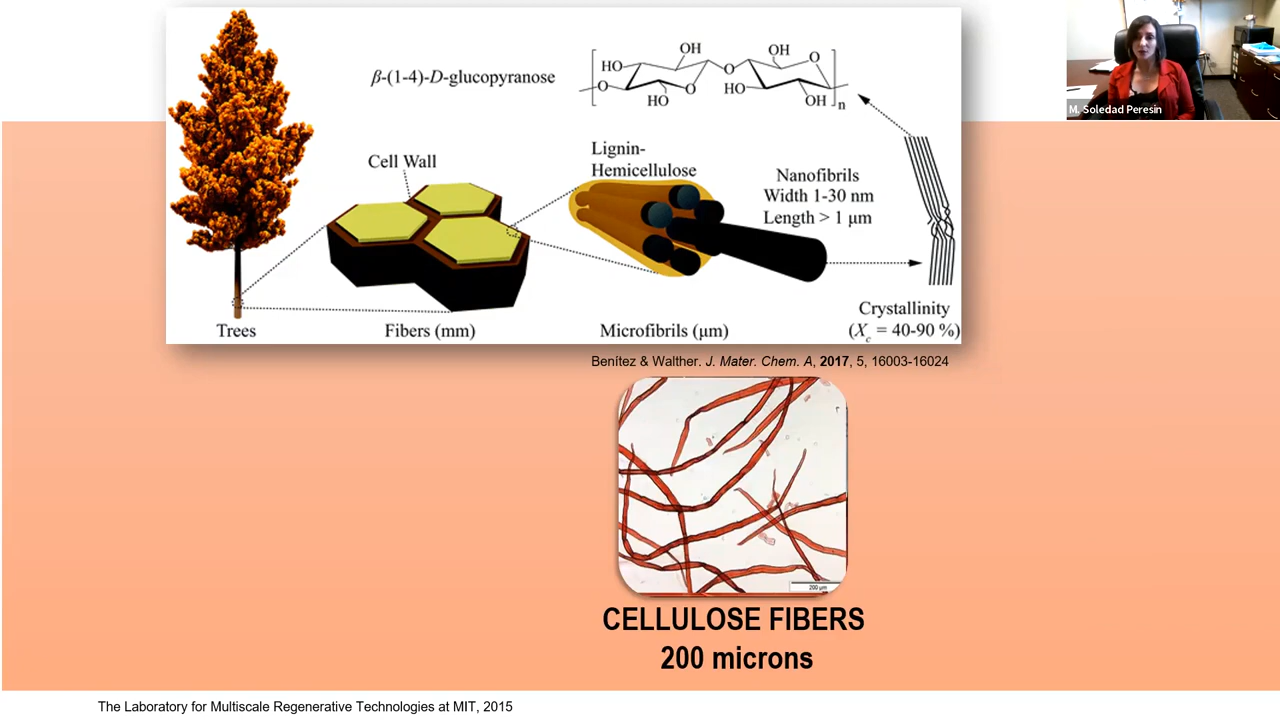 β-(1-4)-D-glucopyranose
OH
OH
HO
O
O
O
O
HO
HO
OH
n
M. Soledad Peresin
Cell Wall
Lignin-
Hemicellulose
Nanofibrils
Width 1-30 nm
Length > 1 μm
Crystallinity
(Xc = 40-90 %)
Trees
Fibers (mm)
Microfibrils (μm)
Benítez & Walther. J. Mater. Chem. A, 2017, 5, 16003-16024
200 μm
CELLULOSE FIBERS
200 microns
The Laboratory for Multiscale Regenerative Technologies at MIT, 2015